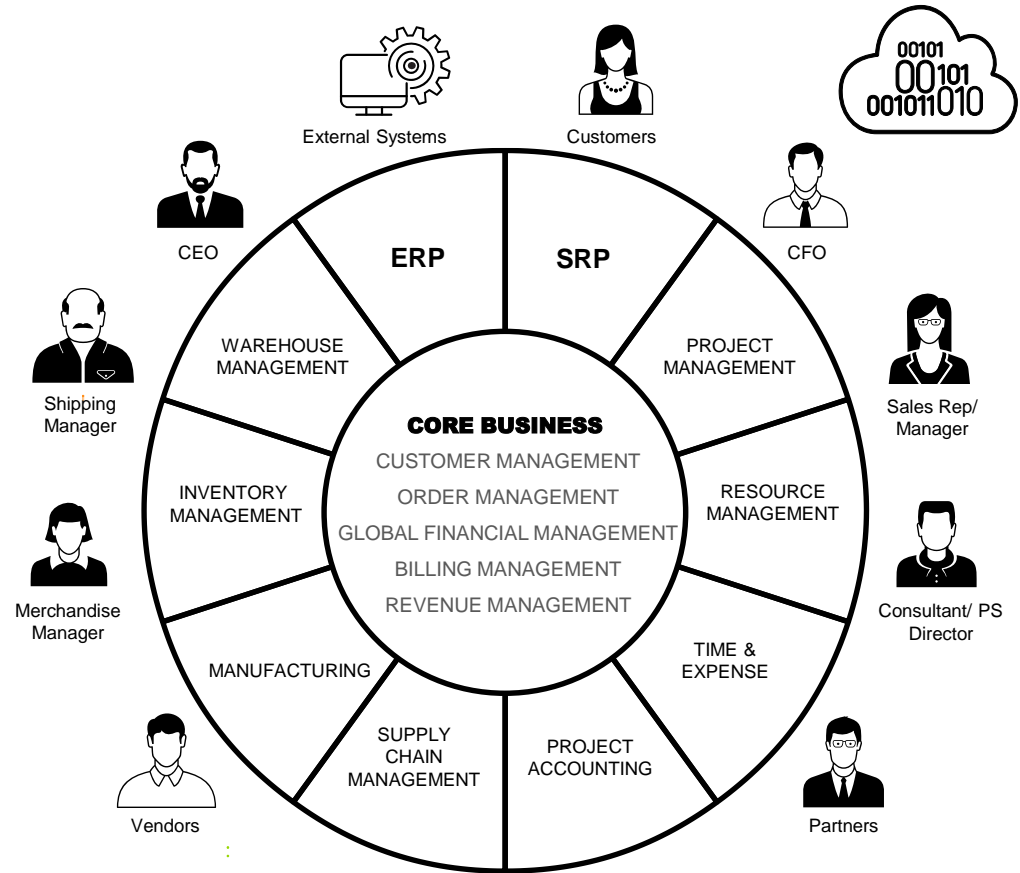 00101
00101
001011010
External Systems
Customers
CEO
CFO
ERP
SRP
WAREHOUSE
MANAGEMENT
PROJECT
MANAGEMENT
Shipping
Manager
Sales Rep/
Manager
CORE BUSINESS
CUSTOMER MANAGEMENT
ORDER MANAGEMENT
GLOBAL FINANCIAL MANAGEMENT
BILLING MANAGEMENT
REVENUE MANAGEMENT
INVENTORY
MANAGEMENT
RESOURCE
MANAGEMENT
Merchandise
Manager
Consultant/ PS
Director
MANUFACTURING
TIME &
EXPENSE
SUPPLY
CHAIN
MANAGEMENT
PROJECT
ACCOUNTING
Vendors
Partners
: